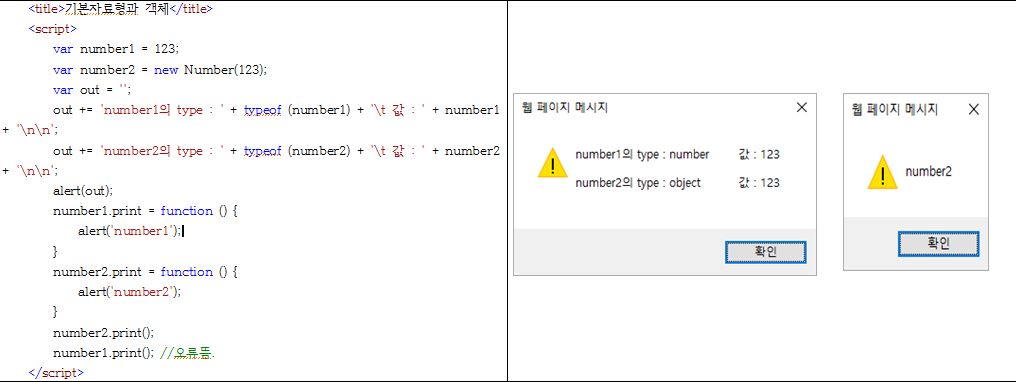 <title>기본자료형과 객체</title>
<script>
var number1 = 123;
var number2 = new Number(123);
var out = '';
out += 'number1의 type : ' + typeof (number1) + '\t 값 : ' + number1
+ '\n\n';
out += 'number2의 type : ' + typeof (number2) + '\t 값 : ' + number2
+ '\n\n';
alert(out);
number1.print = function () {
alert('number1');
}
number2.print = function () {
alert('number2');
}
number2.print();
number1.print(); //오류뜸.
</script>
웹 페이지 메시지
number1의 type : number 값 : 123
number2의 type : object 값 : 123
확인
웹 페이지 메시지
number2
확인